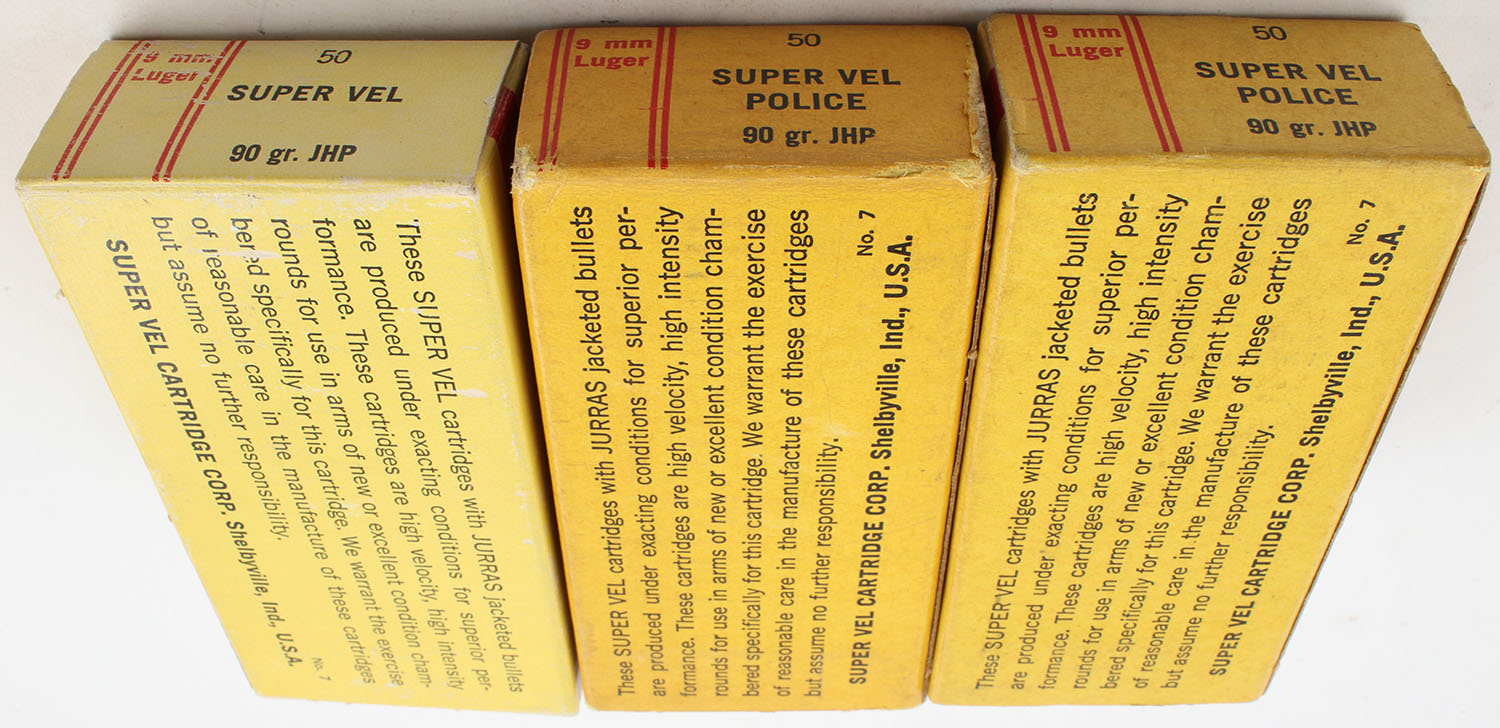 9 mm
Luger
50
SUPER VEL
90 gr. JHP
These SUPER VEL cartridges with JURRAS jacketed bullets
are produced under exacting conditions for superior per-
formance. These cartridges are high velocity, high intensity
rounds for use in arms of new or excellent condition cham-
bered specifically for this cartridge. We warrant the exercise
of reasonable care in the manufacture of these cartridges
but assume no further responsibility.
No. 7
SUPER VEL CARTRIDGE CORP. Shelbyville, Ind., U.S.A.
9 mm
Luger
50
SUPER VEL
POLICE
90 gr. JHP
These SUPER VEL cartridges with JURRAS jacketed bullets
are produced under exacting conditions for superior per-
formance. These cartridges are high velocity, high intensity
rounds for use in arms of new or excellent condition cham-
bered specifically for this cartridge. We warrant the exercise
of reasonable care in the manufacture of these cartridges
but assume no further responsibility.
No. 7
SUPER VEL CARTRIDGE CORP. Shelbyville, Ind., U.S.A.
9 mm
Luger
50
SUPER VEL
POLICE
90 gr. JHP
These SUPER VEL cartridges with JURRAS jacketed bullets
are produced under exacting conditions for superior per-
formance. These cartridges are high velocity, high intensity
rounds for use in arms of new or excellent condition cham-
bered specifically for this cartridge. We warrant the exercise
of reasonable care in the manufacture of these cartridges
but assume no further responsibility.
No. 7
SUPER VEL CARTRIDGE CORP. Shelbyville, Ind., U.S.A.